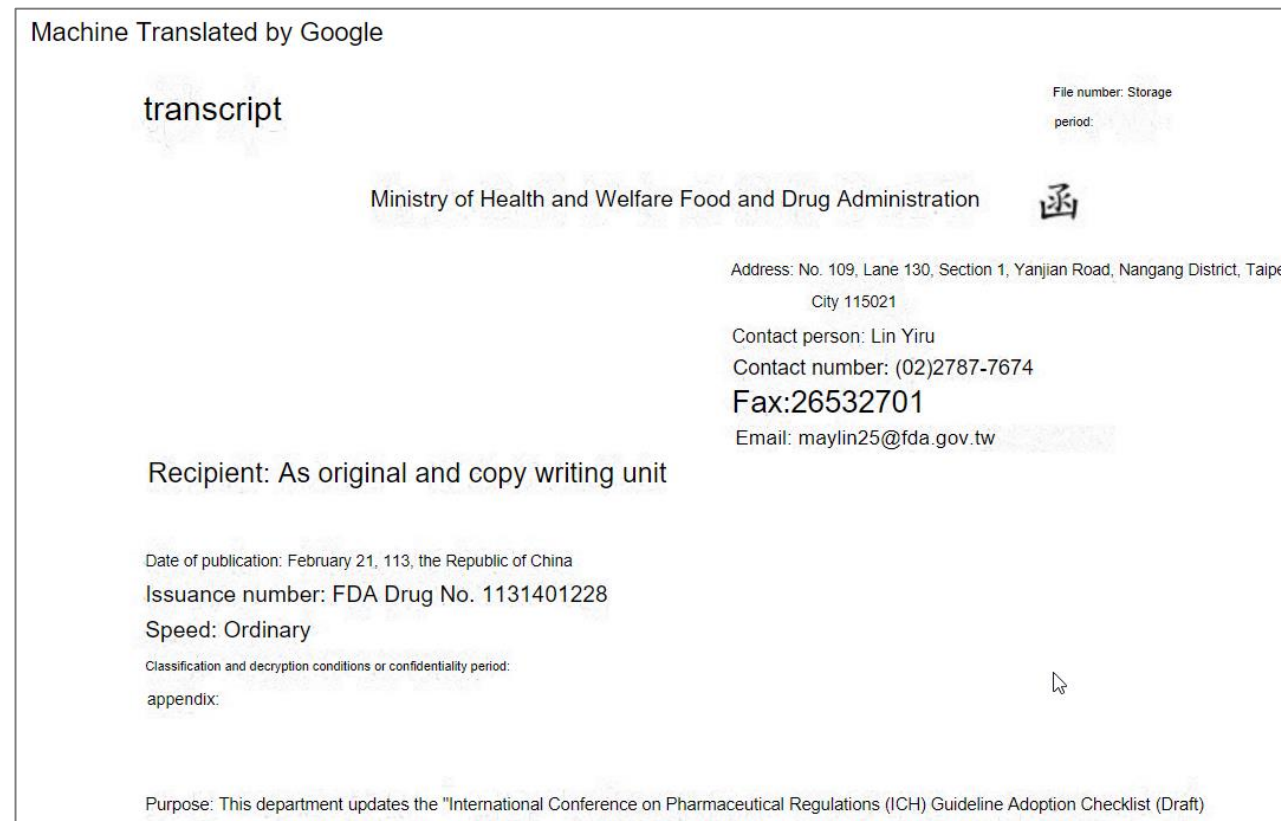 Machine Translated by Google
transcript
File number: Storage
period:
Ministry of Health and Welfare Food and Drug Administration 函
Address: No. 109, Lane 130, Section 1, Yanjian Road, Nangang District, Taipe
City 115021
Contact person: Lin Yiru
Contact number: (02)2787-7674
Fax:26532701
Email: maylin25@fda.gov.tw
Recipient: As original and copy writing unit
Date of publication: February 21, 113, the Republic of China
Issuance number: FDA Drug No. 1131401228
Speed: Ordinary
Classification and decryption conditions or confidentiality period:
appendix:
Purpose: This department updates the "International Conference on Pharmaceutical Regulations (ICH) Guideline Adoption Checklist (Draft)